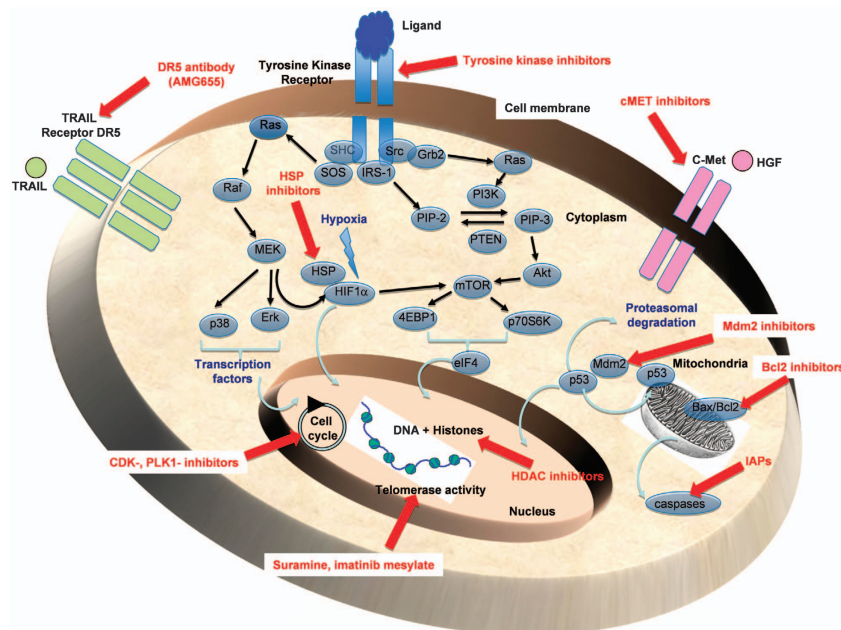 Ligand
DR5 antibody
(AMG655)
Tyrosine Kinase
Receptor
Tyrosine kinase inhibitors
Cell membrane
cMET inhibitors
TRAIL
Receptor DR5
TRAIL
C-Met
HGF
Ras
SHC
SOS
Src
Grb2
IRS-1
Ras
HSP
inhibitors
Raf
PI3K
Hypoxia
PIP-2
PIP-3
Cytoplasm
PTEN
MEK
HSP
HIF1α
Akt
mTOR
p38
Erk
4EBP1
p70S6K
Proteasomal
degradation
Mdm2 inhibitors
Transcription
factors
eIF4
Mdm2
Mitochondria
p53
p53
Bcl2 inhibitors
Bax/Bcl2
Cell
cycle
DNA + Histones
CDK-, PLK1- inhibitors
HDAC inhibitors
IAPs
Telomerase activity
caspases
Nucleus
Suramine, imatinib mesylate